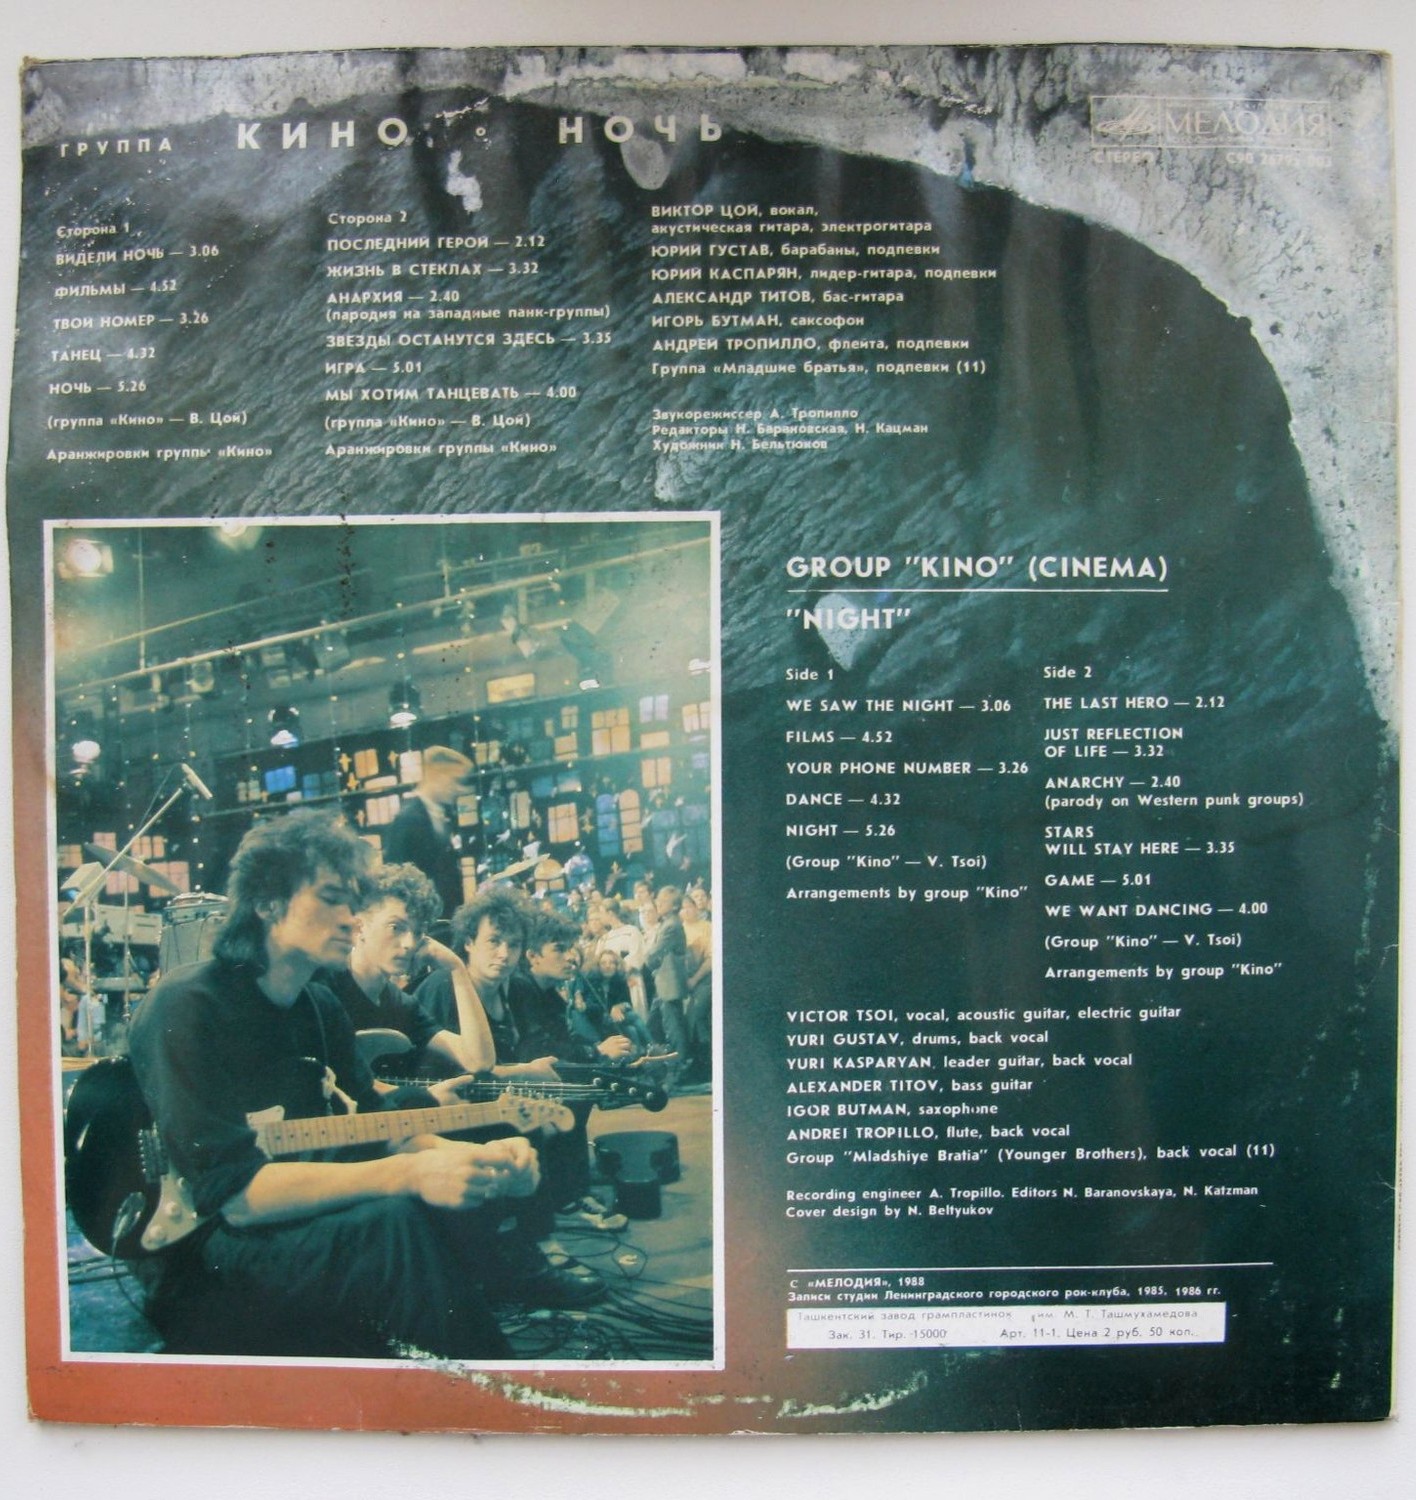 ГРУППА КИНО НОЧЬ
МЕЛОДИЯ
СТЕРЕО
Сторона 1
ВИДЕЛИ НОЧЬ — 3.06
ФИЛЬМЫ — 4.52
ТВОЙ НОМЕР — 3.26
ТАНЕЦ — 4.32
НОЧЬ — 5.26
(группа «Кино» — В. Цой)
Аранжировки группы «Кино»
Сторона 2
ПОСЛЕДНИЙ ГЕРОЙ — 2.12
ЖИЗНЬ В СТЕКЛАХ — 3.32
АНАРХИЯ — 2.40
(пародия на западные панк-группы)
ЗВЕЗДЫ ОСТАНУТСЯ ЗДЕСЬ — 3.35
ИГРА — 5.01
МЫ ХОТИМ ТАНЦЕВАТЬ — 4.00
(группа «Кино» — В. Цой)
Аранжировки группы «Кино»
ВИКТОР ЦОЙ, вокал,
акустическая гитара, электрогитара
ЮРИЙ ГУСТАВ, барабаны, подпевки
ЮРИЙ КАСПАРЯН, лидер-гитара, подпевки
АЛЕКСАНДР ТИТОВ, бас-гитара
ИГОРЬ БУТМАН, саксофон
АНДРЕЙ ТРОПИЛЛО, флейта, подпевки
Группа «Младшие братья», подпевки (11)
Звукорежиссер А. Тропилло
Редакторы Н. Барановская, Н. Кацман
Художник Н. Бельтюков
GROUP "KINO" (CINEMA)
"NIGHT"
Side 1
WE SAW THE NIGHT — 3.06
FILMS — 4.52
YOUR PHONE NUMBER — 3.26
DANCE — 4.32
NIGHT — 5.26
(Group "Kino" — V. Tsoi)
Arrangements by group "Kino"
Side 2
THE LAST HERO — 2.12
JUST REFLECTION
OF LIFE — 3.32
ANARCHY — 2.40
(parody on Western punk groups)
STARS
WILL STAY HERE — 3.35
GAME — 5.01
WE WANT DANCING — 4.00
(Group "Kino" — V. Tsoi)
Arrangements by group "Kino"
VICTOR TSOI, vocal, acoustic guitar, electric guitar
YURI GUSTAV, drums, back vocal
YURI KASPARYAN, leader guitar, back vocal
ALEXANDER TITOV, bass guitar
IGOR BUTMAN, saxophone
ANDREI TROPILLO, flute, back vocal
Group "Mladshiye Bratia" (Younger Brothers), back vocal (11)
Recording engineer A. Tropillo. Editors N. Baranovskaya, N. Katzman
Cover design by N. Beltyukov
С «МЕЛОДИЯ», 1988
Записи студии Ленинградского городского рок-клуба, 1985, 1986 гг.
Ташкентский завод грампластинок им. М. Т. Ташмухамедова
Зак. 31. Тир. 15000 Арт. 11-1. Цена 2 руб. 50 коп.